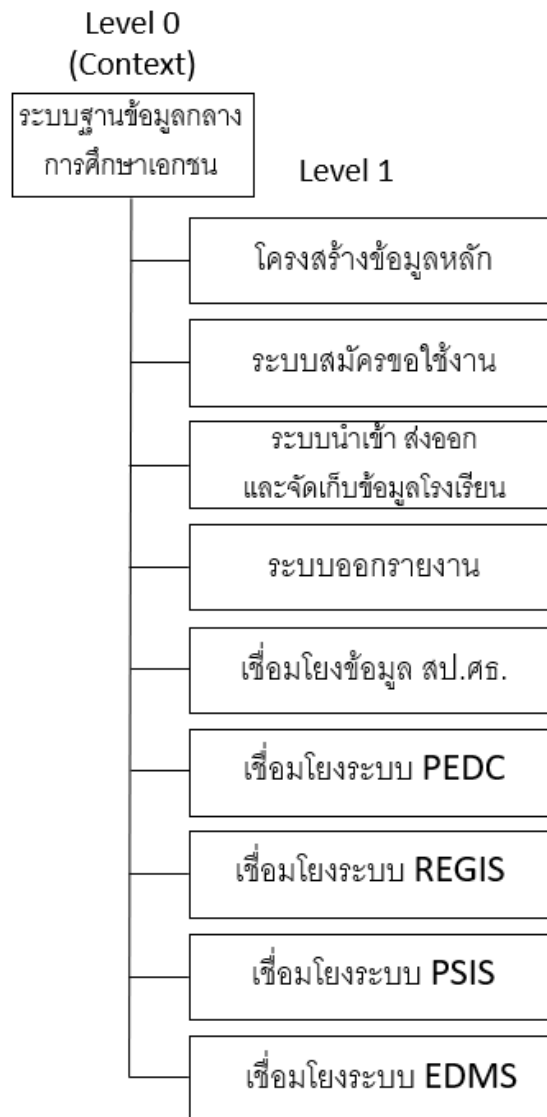 Level 0
(Context)
ระบบฐานข้อมูลกลาง
การศึกษาเอกชน
Level 1
โครงสร้างข้อมูลหลัก
ระบบสมัครขอใช้งาน
ระบบนำเข้า ส่งออก
และจัดเก็บข้อมูลโรงเรียน
ระบบออกรายงาน
เชื่อมโยงข้อมูล สป.ศธ.
เชื่อมโยงระบบ PEDC
เชื่อมโยงระบบ REGIS
เชื่อมโยงระบบ PSIS
เชื่อมโยงระบบ EDMS